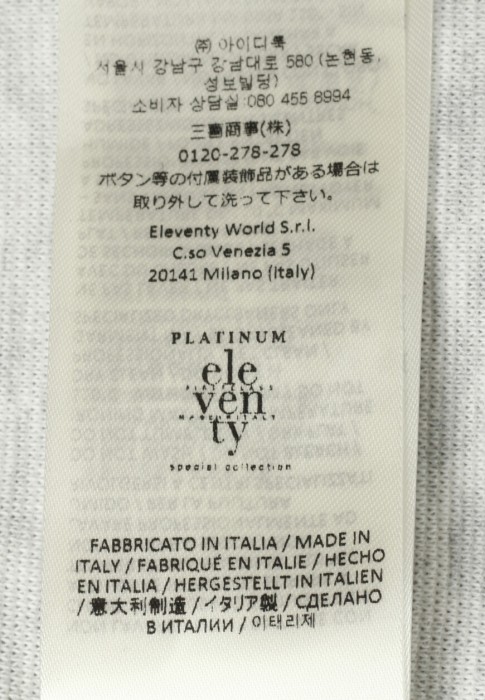 ㈜ 아이디룩
서울시 강남구 강남대로 580 (논현동,
성보빌딩)
소비자 상담실:080 455 8994
三喜商事(株)
0120-278-278
ボタン等の付属装飾品がある場合は
取り外して洗って下さい。
Eleventy World S.r.l.
C.so Venezia 5
20141 Milano (Italy)
PLATINUM
ele
ven
ty
special collection
FABBRICATO IN ITALIA / MADE IN
ITALY / FABRIQUÉ EN ITALIE / HECHO
EN ITALIA / HERGESTELLT IN ITALIEN
/ 意大利制造 / イタリア製 / СДЕЛАНО
В ИТАЛИИ / 이태리제